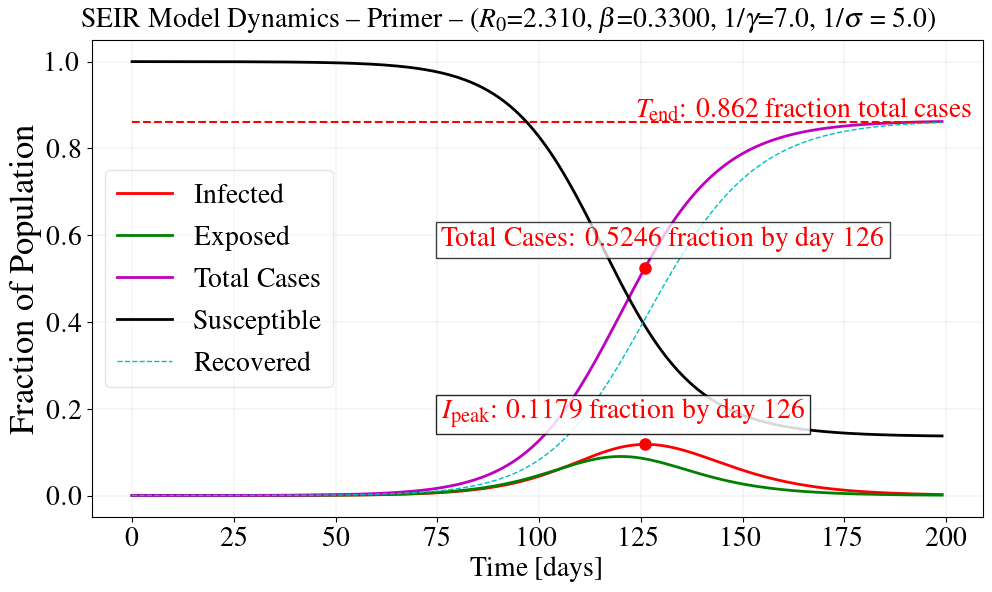 SEIR Model Dynamics – Primer – (R₀=2.310, β=0.3300, 1/γ=7.0, 1/σ = 5.0)
Fraction of Population
1.0
0.8
0.6
0.4
0.2
0.0
T_end: 0.862 fraction total cases
Infected
Exposed
Total Cases
Susceptible
Recovered
Total Cases: 0.5246 fraction by day 126
I_peak: 0.1179 fraction by day 126
0 25 50 75 100 125 150 175 200
Time [days]